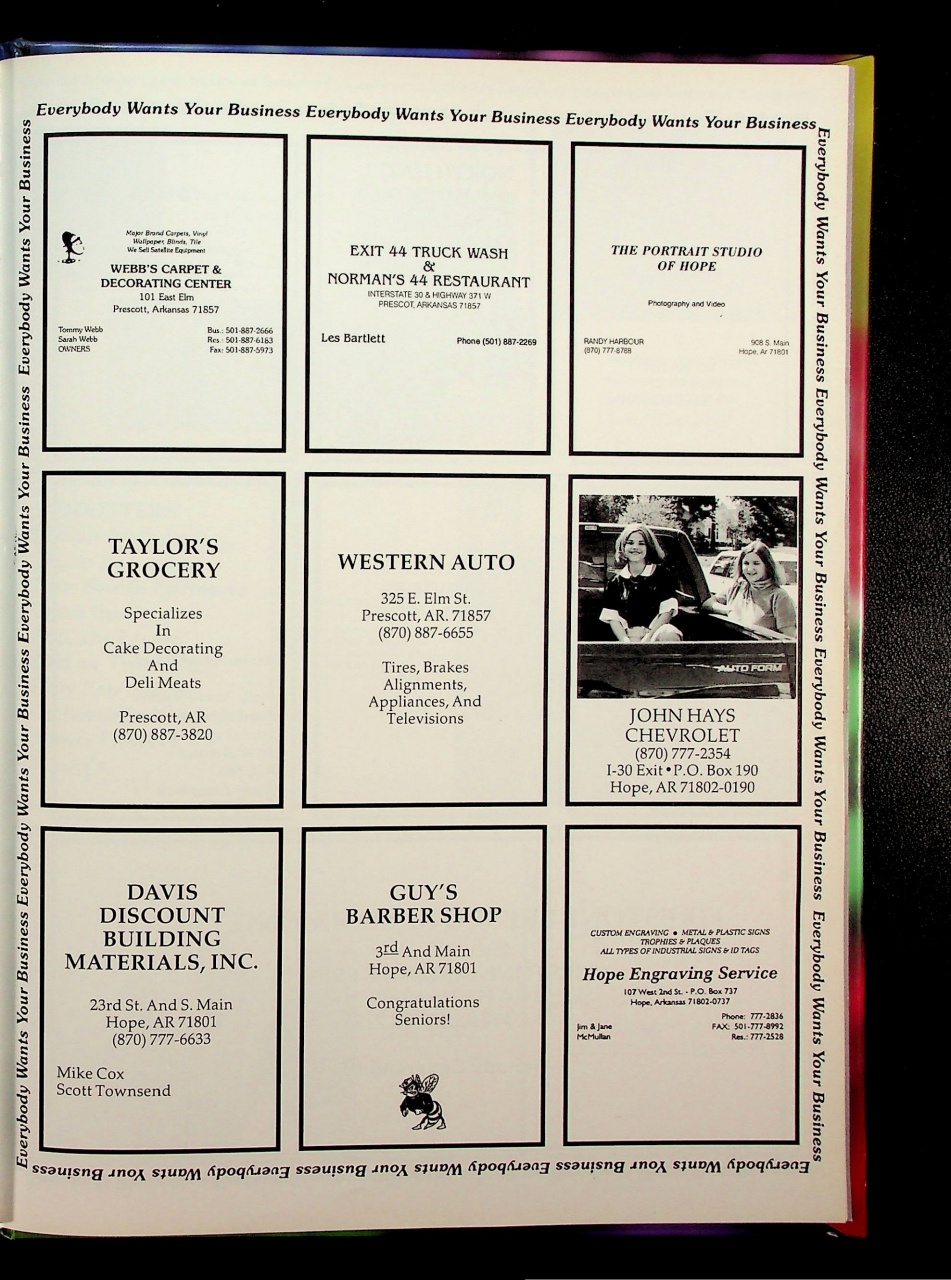 Everybody Wants Your Business Everybody Wants Your Business Everybody Wants Your Business
Major Brand Carpets, Vinyl
Wallpaper, Blinds, Tile
We Sell Satellite Equipment
WEBB'S CARPET &
DECORATING CENTER
101 East Elm
Prescott, Arkansas 71857
Tommy Webb
Sarah Webb
OWNERS
Bus.: 501-887-2666
Res.: 501-887-6183
Fax: 501-887-5973
EXIT 44 TRUCK WASH
&
NORMAN'S 44 RESTAURANT
INTERSTATE 30 & HIGHWAY 371 W
PRESCOT, ARKANSAS 71857
Les Bartlett
Phone (501) 887-2269
THE PORTRAIT STUDIO
OF HOPE
Photography and Video
RANDY HARBOUR
(870) 777-8788
908 S. Main
Hope, Ar 71801
TAYLOR'S
GROCERY
Specializes
In
Cake Decorating
And
Deli Meats
Prescott, AR
(870) 887-3820
WESTERN AUTO
325 E. Elm St.
Prescott, AR. 71857
(870) 887-6655
Tires, Brakes
Alignments,
Appliances, And
Televisions
AUTO FORM
JOHN HAYS
CHEVROLET
(870) 777-2354
I-30 Exit • P.O. Box 190
Hope, AR 71802-0190
DAVIS
DISCOUNT
BUILDING
MATERIALS, INC.
23rd St. And S. Main
Hope, AR 71801
(870) 777-6633
Mike Cox
Scott Townsend
GUY'S
BARBER SHOP
3rd And Main
Hope, AR 71801
Congratulations
Seniors!
CUSTOM ENGRAVING • METAL & PLASTIC SIGNS
TROPHIES & PLAQUES
ALL TYPES OF INDUSTRIAL SIGNS & ID TAGS
Hope Engraving Service
107 West 2nd St. - P.O. Box 737
Hope, Arkansas 71802-0737
Jim & Jane
McMullan
Phone: 777-2836
FAX: 501-777-8992
Res.: 777-2528
Everybody Wants Your Business Everybody Wants Your Business Everybody Wants Your Business Everybody Wants Your Business
Everybody Wants Your Business Everybody Wants Your Business Everybody Wants Your Business
Everybody Wants Your Business Everybody Wants Your Business Everybody Wants Your Business Everybody Wants Your Business